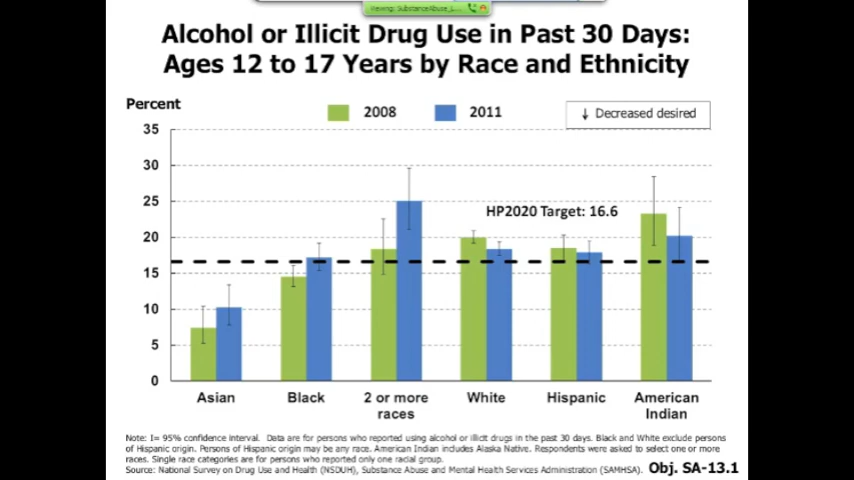 Viewing: SubstanceAbuse_L...
Alcohol or Illicit Drug Use in Past 30 Days:
Ages 12 to 17 Years by Race and Ethnicity
Percent
2008
2011
↓ Decreased desired
35
30
25
20
15
10
5
0
HP2020 Target: 16.6
Asian
Black
2 or more
races
White
Hispanic
American
Indian
Note: I= 95% confidence interval. Data are for persons who reported using alcohol or illicit drugs in the past 30 days. Black and White exclude persons
of Hispanic origin. Persons of Hispanic origin may be any race. American Indian includes Alaska Native. Respondents were asked to select one or more
races. Single race categories are for persons who reported only one racial group.
Source: National Survey on Drug Use and Health (NSDUH), Substance Abuse and Mental Health Services Administration (SAMHSA).
Obj. SA-13.1